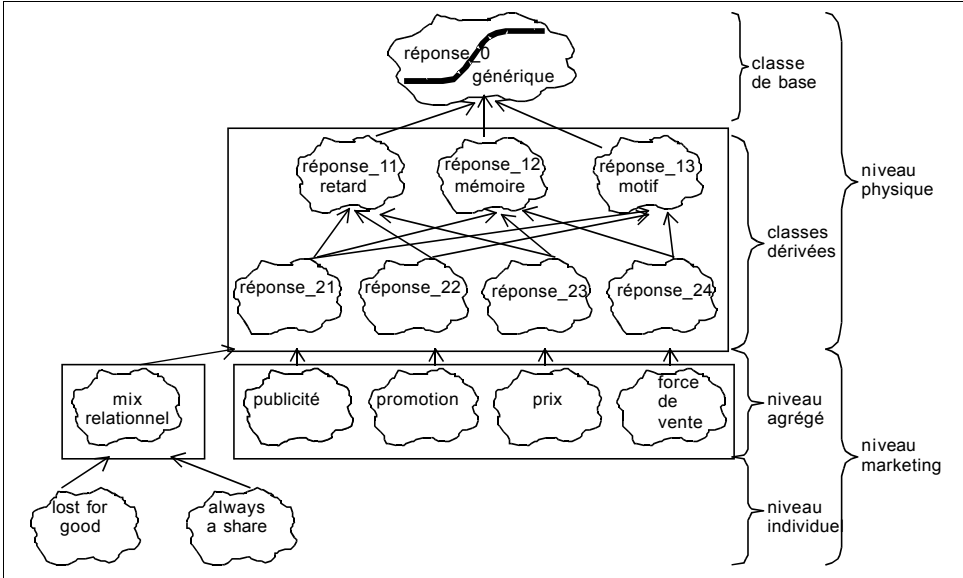 réponse_0
générique
classe
de base
réponse_11
retard
réponse_12
mémoire
réponse_13
motif
niveau
physique
classes
dérivées
réponse_21
réponse_22
réponse_23
réponse_24
mix
relationnel
publicité
promotion
prix
force
de
vente
niveau
agrégé
niveau
marketing
lost for
good
always
a share
niveau
individuel